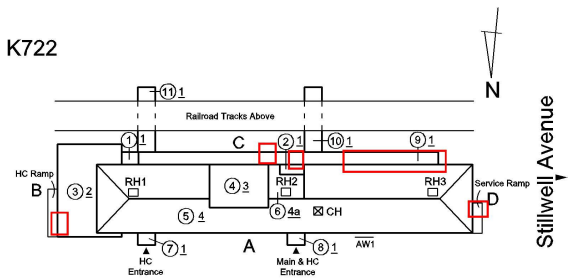 K722
N
11 1
Railroad Tracks Above
Stillwell Avenue
1 1
C
2 1
10 1
9 1
HC Ramp
B
3 2
RH1
4 3
RH2
RH3
Service Ramp
D
5 4
6 4a
CH
7 1
A
8 1
AW1
HC
Entrance
Main & HC
Entrance